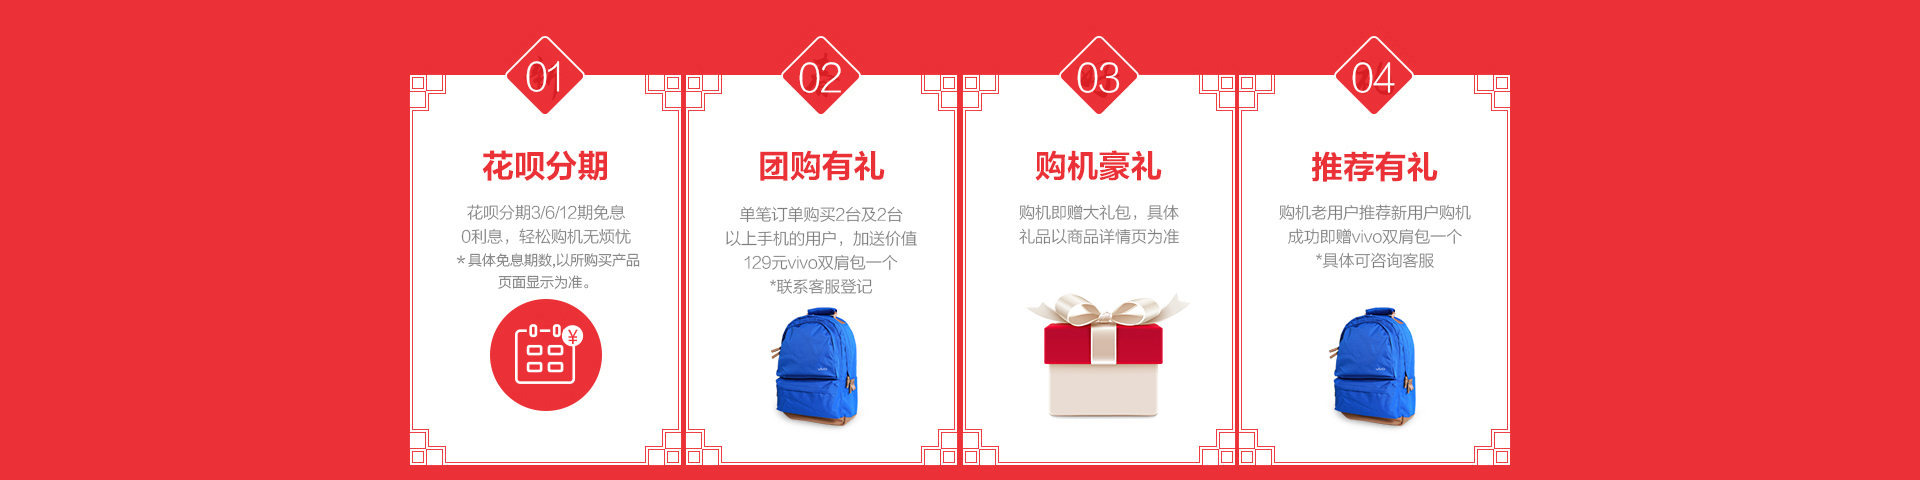 01
花呗分期
花呗分期3/6/12期免息
0利息，轻松购机无烦忧
*具体免息期数,以所购买产品
页面显示为准。
¥
02
团购有礼
单笔订单购买2台及2台
以上手机的用户，加送价值
129元vivo双肩包一个
*联系客服登记
vivo
03
购机豪礼
购机即赠大礼包，具体
礼品以商品详情页为准
04
推荐有礼
购机老用户推荐新用户购机
成功即赠vivo双肩包一个
*具体可咨询客服
vivo